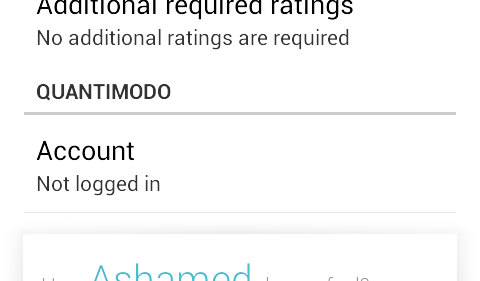 Additional required ratings
No additional ratings are required
QUANTIMODO
Account
Not logged in
Ashamed